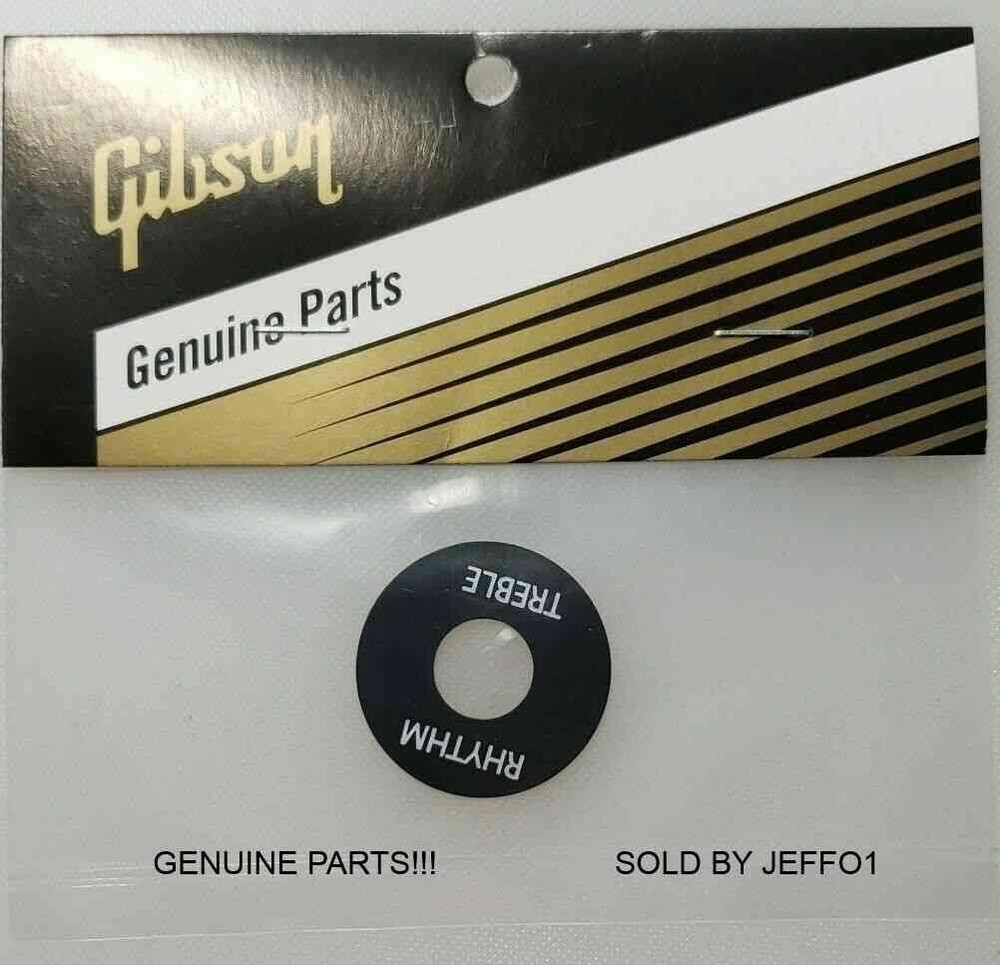 Gibson
Genuine Parts
TREBLE
RHYTHM
GENUINE PARTS!!! SOLD BY JEFFO1